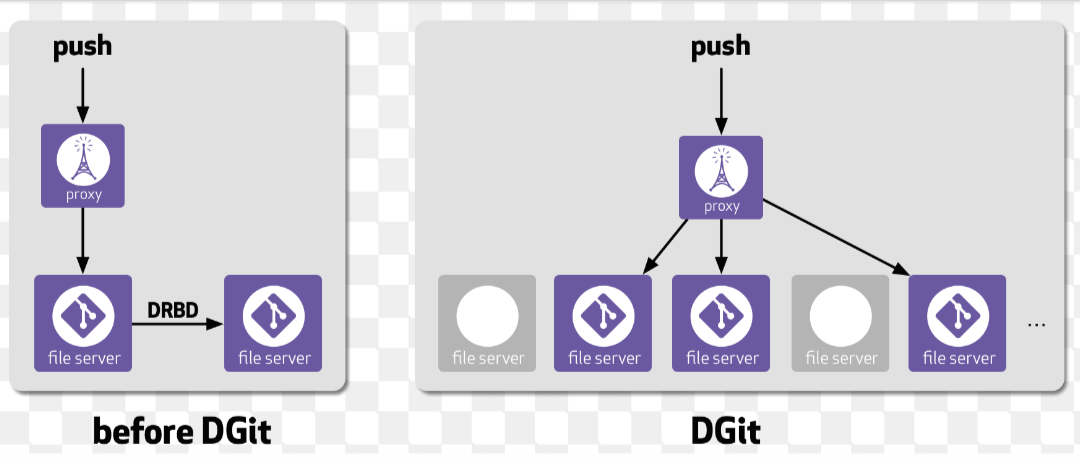 push
proxy
file server
DRBD
file server
before DGit
push
proxy
file server
file server
file server
file server
file server
...
DGit